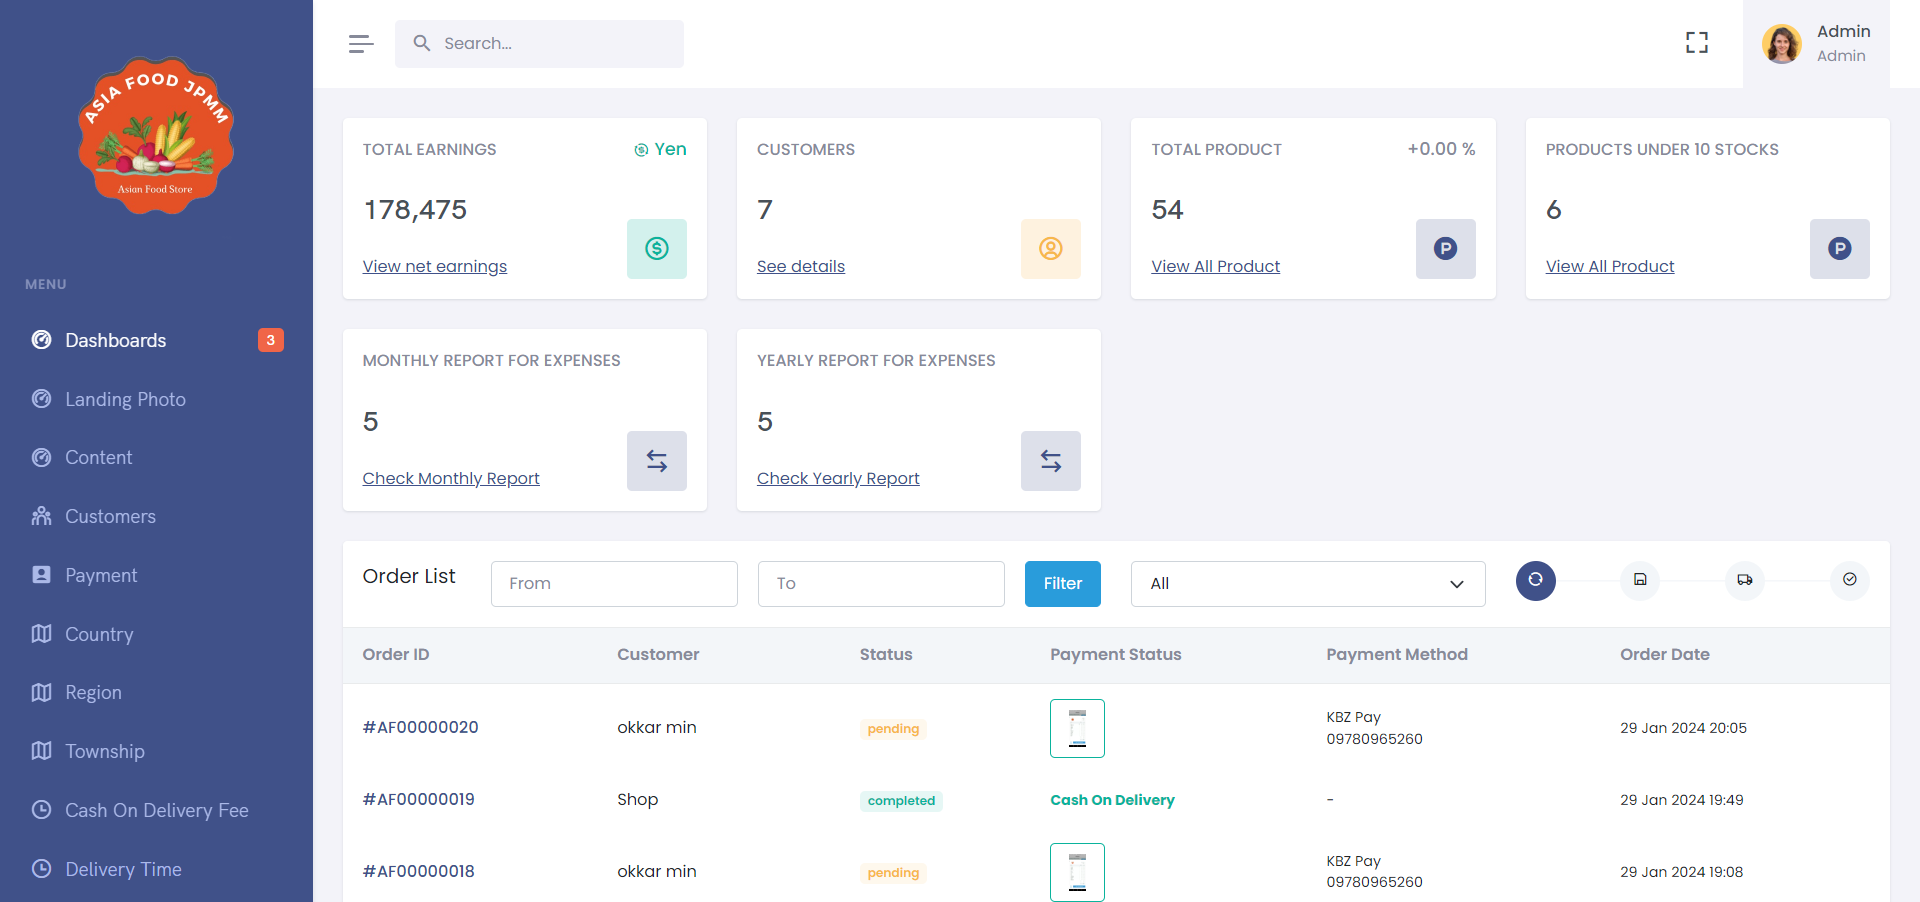 ASIA FOOD JPMM
Asian Food Store
MENU
Dashboards 3
Landing Photo
Content
Customers
Payment
Country
Region
Township
Cash On Delivery Fee
Delivery Time
Search...
Admin
Admin
TOTAL EARNINGS Yen
178,475
View net earnings
CUSTOMERS
7
See details
TOTAL PRODUCT +0.00 %
54
View All Product
PRODUCTS UNDER 10 STOCKS
6
View All Product
MONTHLY REPORT FOR EXPENSES
5
Check Monthly Report
YEARLY REPORT FOR EXPENSES
5
Check Yearly Report
Order List From To Filter All
Order ID Customer Status Payment Status Payment Method Order Date
#AF00000020 okkar min pending KBZ Pay 29 Jan 2024 20:05
09780965260
#AF00000019 Shop completed Cash On Delivery - 29 Jan 2024 19:49
#AF00000018 okkar min pending KBZ Pay 29 Jan 2024 19:08
09780965260